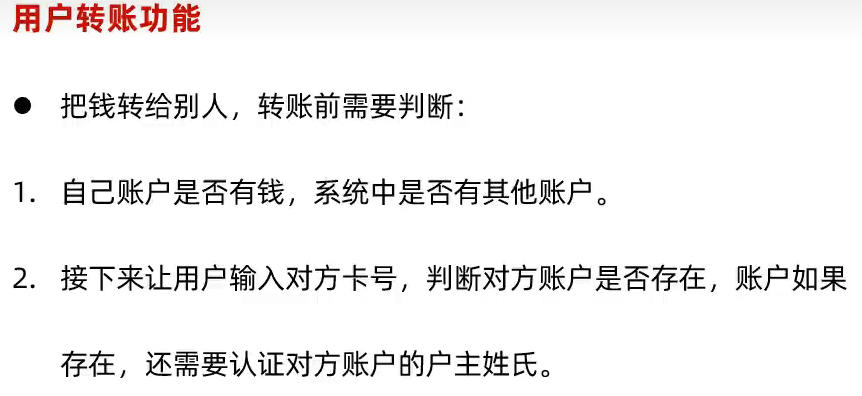 用户转账功能
● 把钱转给别人，转账前需要判断：
1. 自己账户是否有钱，系统中是否有其他账户。
2. 接下来让用户输入对方卡号，判断对方账户是否存在，账户如果
存在，还需要认证对方账户的户主姓氏。